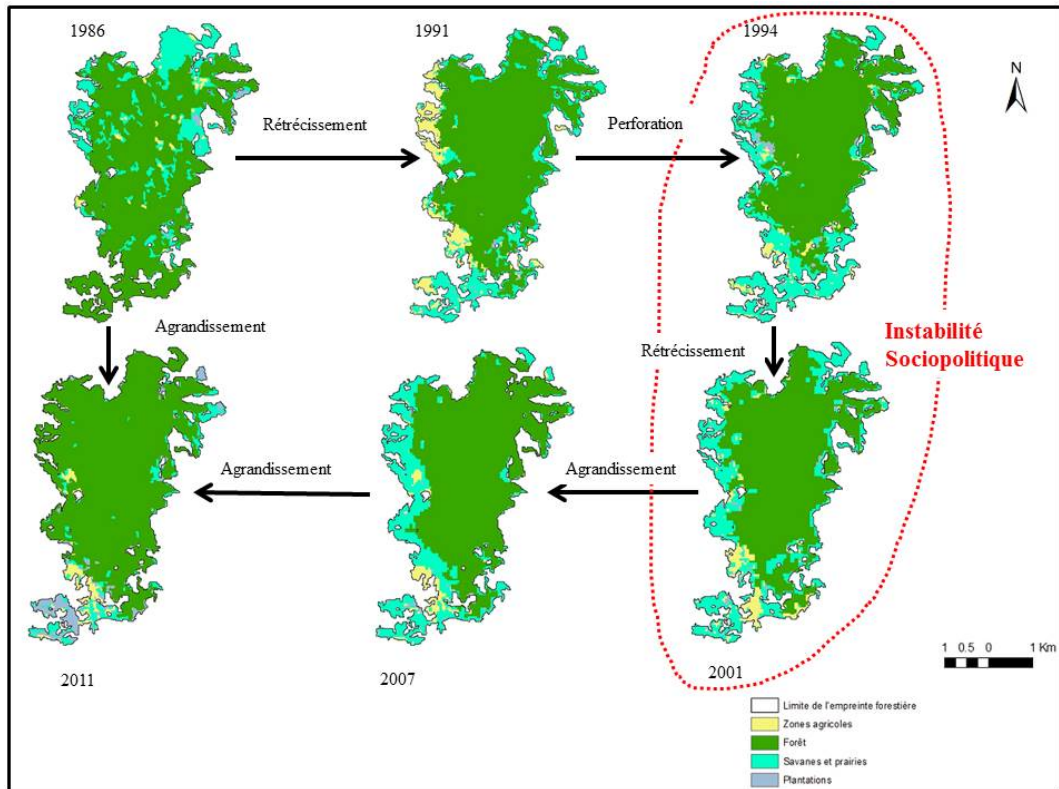 1986
1991
1994
N
Rétrécissement
Perforation
Agrandissement
Rétrécissement
Instabilité
Sociopolitique
Agrandissement
Agrandissement
2011
2007
2001
1 0.5 0 1 Km
Limite de l'empreinte forestière
Zones agricoles
Forêt
Savanes et prairies
Plantations